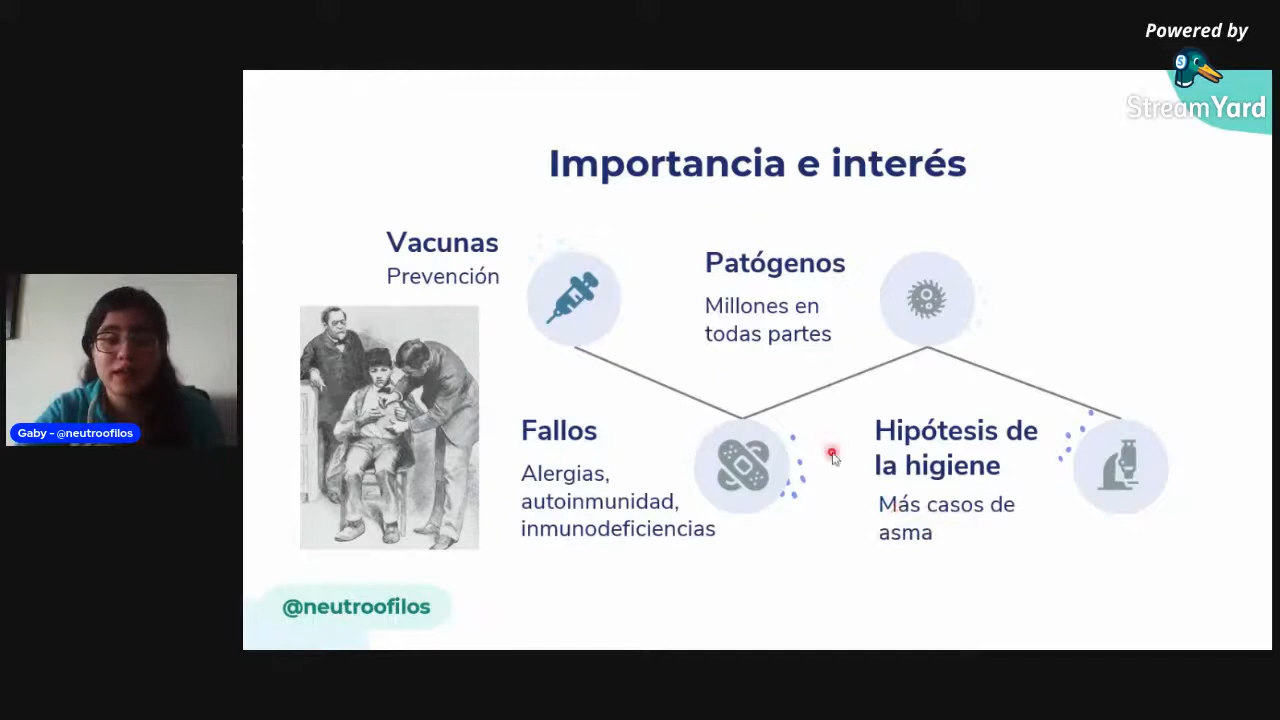 Powered by
StreamYard
Importancia e interés
Vacunas
Prevención
Patógenos
Millones en
todas partes
Fallos
Alergias,
autoinmunidad,
inmunodeficiencias
Hipótesis de
la higiene
Más casos de
asma
@neutroofilos
Gaby - @neutroofilos